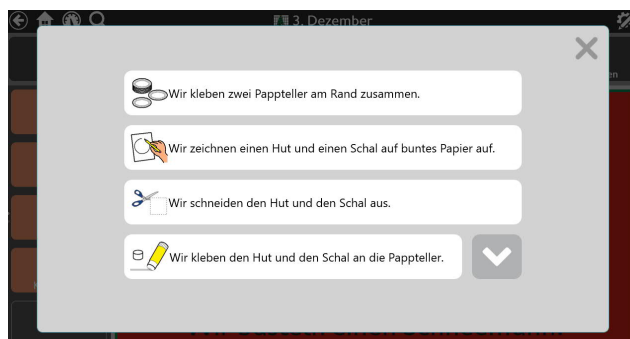 3. Dezember
en
Wir kleben zwei Pappteller am Rand zusammen.
Wir zeichnen einen Hut und einen Schal auf buntes Papier auf.
Wir schneiden den Hut und den Schal aus.
Wir kleben den Hut und den Schal an die Pappteller.